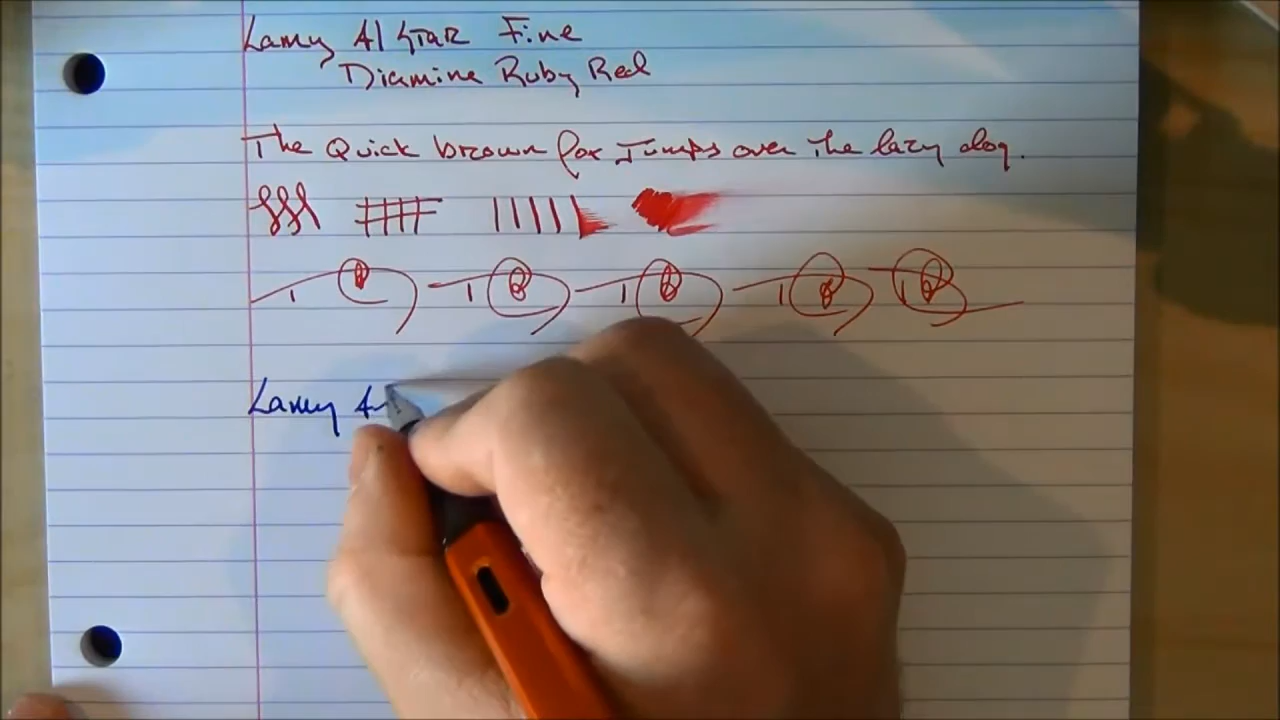 Lamy Al Star Fine
Diamine Ruby Red
The Quick brown fox Jumps over The lazy dog.
Lamy